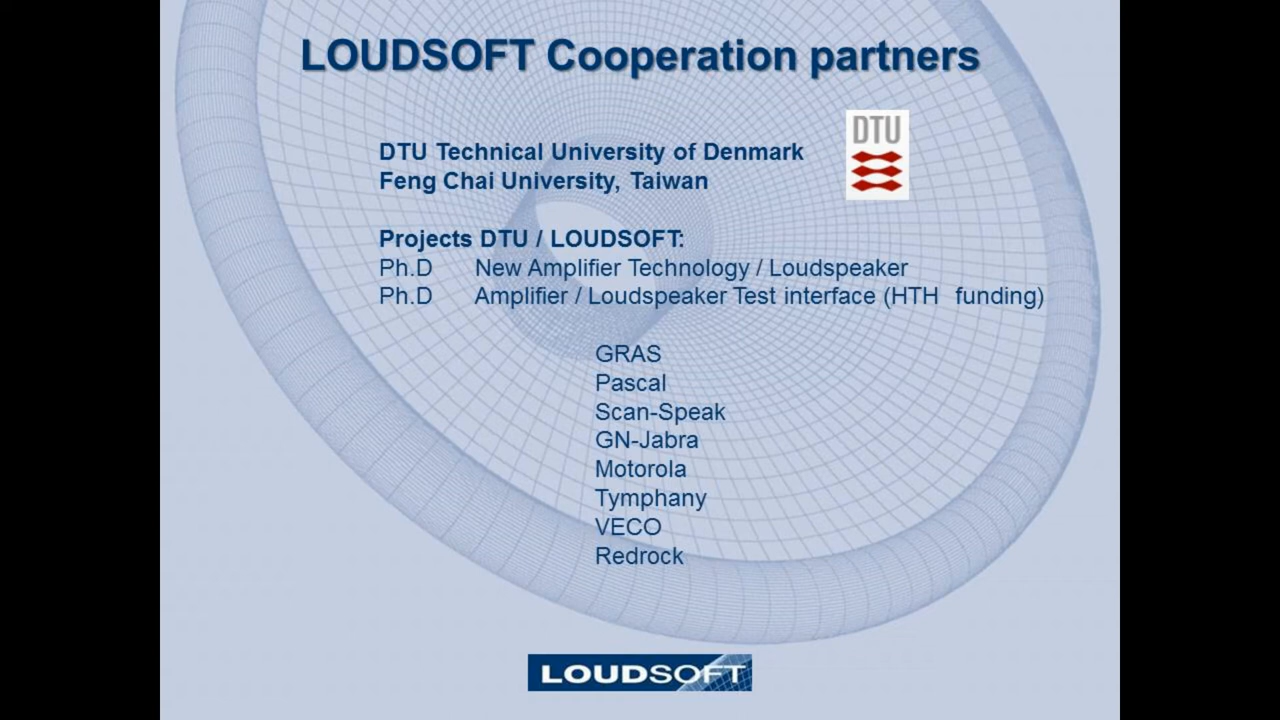 LOUDSOFT Cooperation partners
DTU
DTU Technical University of Denmark
Feng Chai University, Taiwan
Projects DTU / LOUDSOFT:
Ph.D New Amplifier Technology / Loudspeaker
Ph.D Amplifier / Loudspeaker Test interface (HTH funding)
GRAS
Pascal
Scan-Speak
GN-Jabra
Motorola
Tymphany
VECO
Redrock
LOUDSOFT